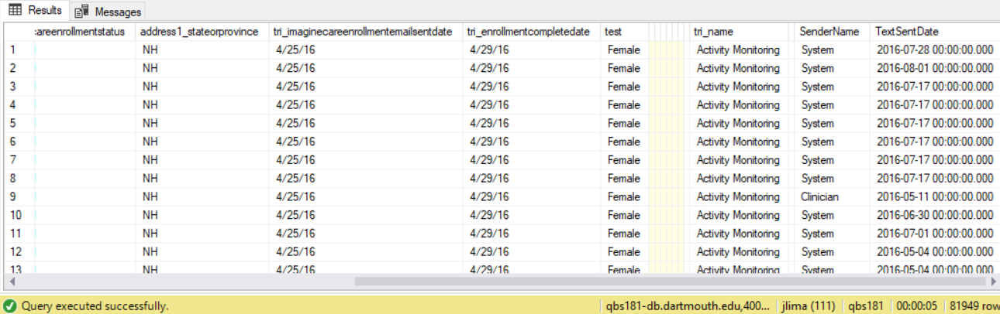 Results Messages
:areenrollmentstatus address1_stateorprovince tri_imaginecareenrollmentemailsentdate tri_enrollmentcompletedate test tri_name SenderName TextSentDate
1 NH 4/25/16 4/29/16 Female Activity Monitoring System 2016-07-28 00:00:00.000
2 NH 4/25/16 4/29/16 Female Activity Monitoring System 2016-08-01 00:00:00.000
3 NH 4/25/16 4/29/16 Female Activity Monitoring System 2016-07-17 00:00:00.000
4 NH 4/25/16 4/29/16 Female Activity Monitoring System 2016-07-17 00:00:00.000
5 NH 4/25/16 4/29/16 Female Activity Monitoring System 2016-07-17 00:00:00.000
6 NH 4/25/16 4/29/16 Female Activity Monitoring System 2016-07-17 00:00:00.000
7 NH 4/25/16 4/29/16 Female Activity Monitoring System 2016-07-17 00:00:00.000
8 NH 4/25/16 4/29/16 Female Activity Monitoring System 2016-07-17 00:00:00.000
9 NH 4/25/16 4/29/16 Female Activity Monitoring Clinician 2016-05-11 00:00:00.000
10 NH 4/25/16 4/29/16 Female Activity Monitoring System 2016-06-30 00:00:00.000
11 NH 4/25/16 4/29/16 Female Activity Monitoring System 2016-07-01 00:00:00.000
12 NH 4/25/16 4/29/16 Female Activity Monitoring System 2016-05-04 00:00:00.000
13 NH 4/25/16 4/29/16 Female Activity Monitoring System 2016-05-04 00:00:00.000
Query executed successfully. qbs181-db.dartmouth.edu,400... jlima (111) qbs181 00:00:05 81949 row